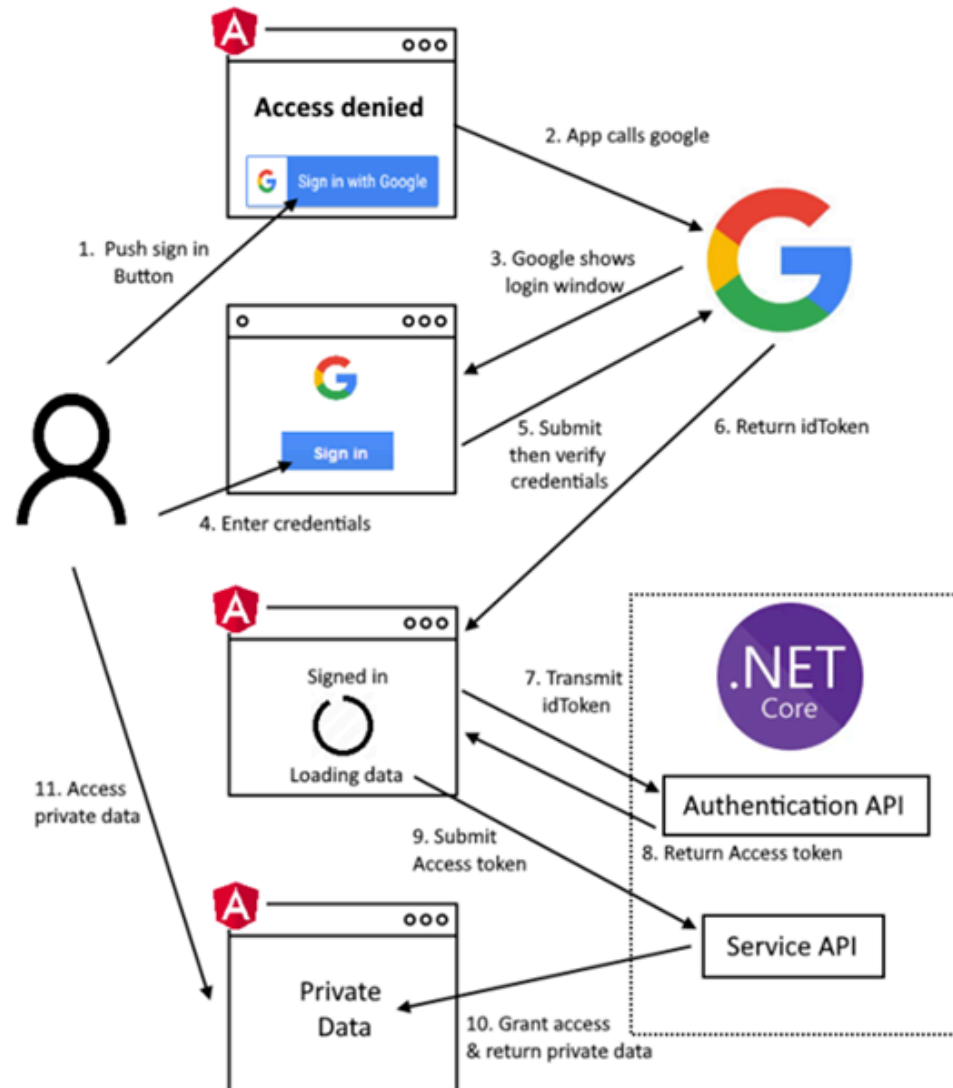 A
Access denied
Sign in with Google
2. App calls google
1. Push sign in
Button
3. Google shows
login window
Sign in
5. Submit
then verify
credentials
6. Return idToken
4. Enter credentials
A
Signed in
Loading data
7. Transmit
idToken
.NET
Core
Authentication API
8. Return Access token
11. Access
private data
9. Submit
Access token
A
Private
Data
Service API
10. Grant access
& return private data